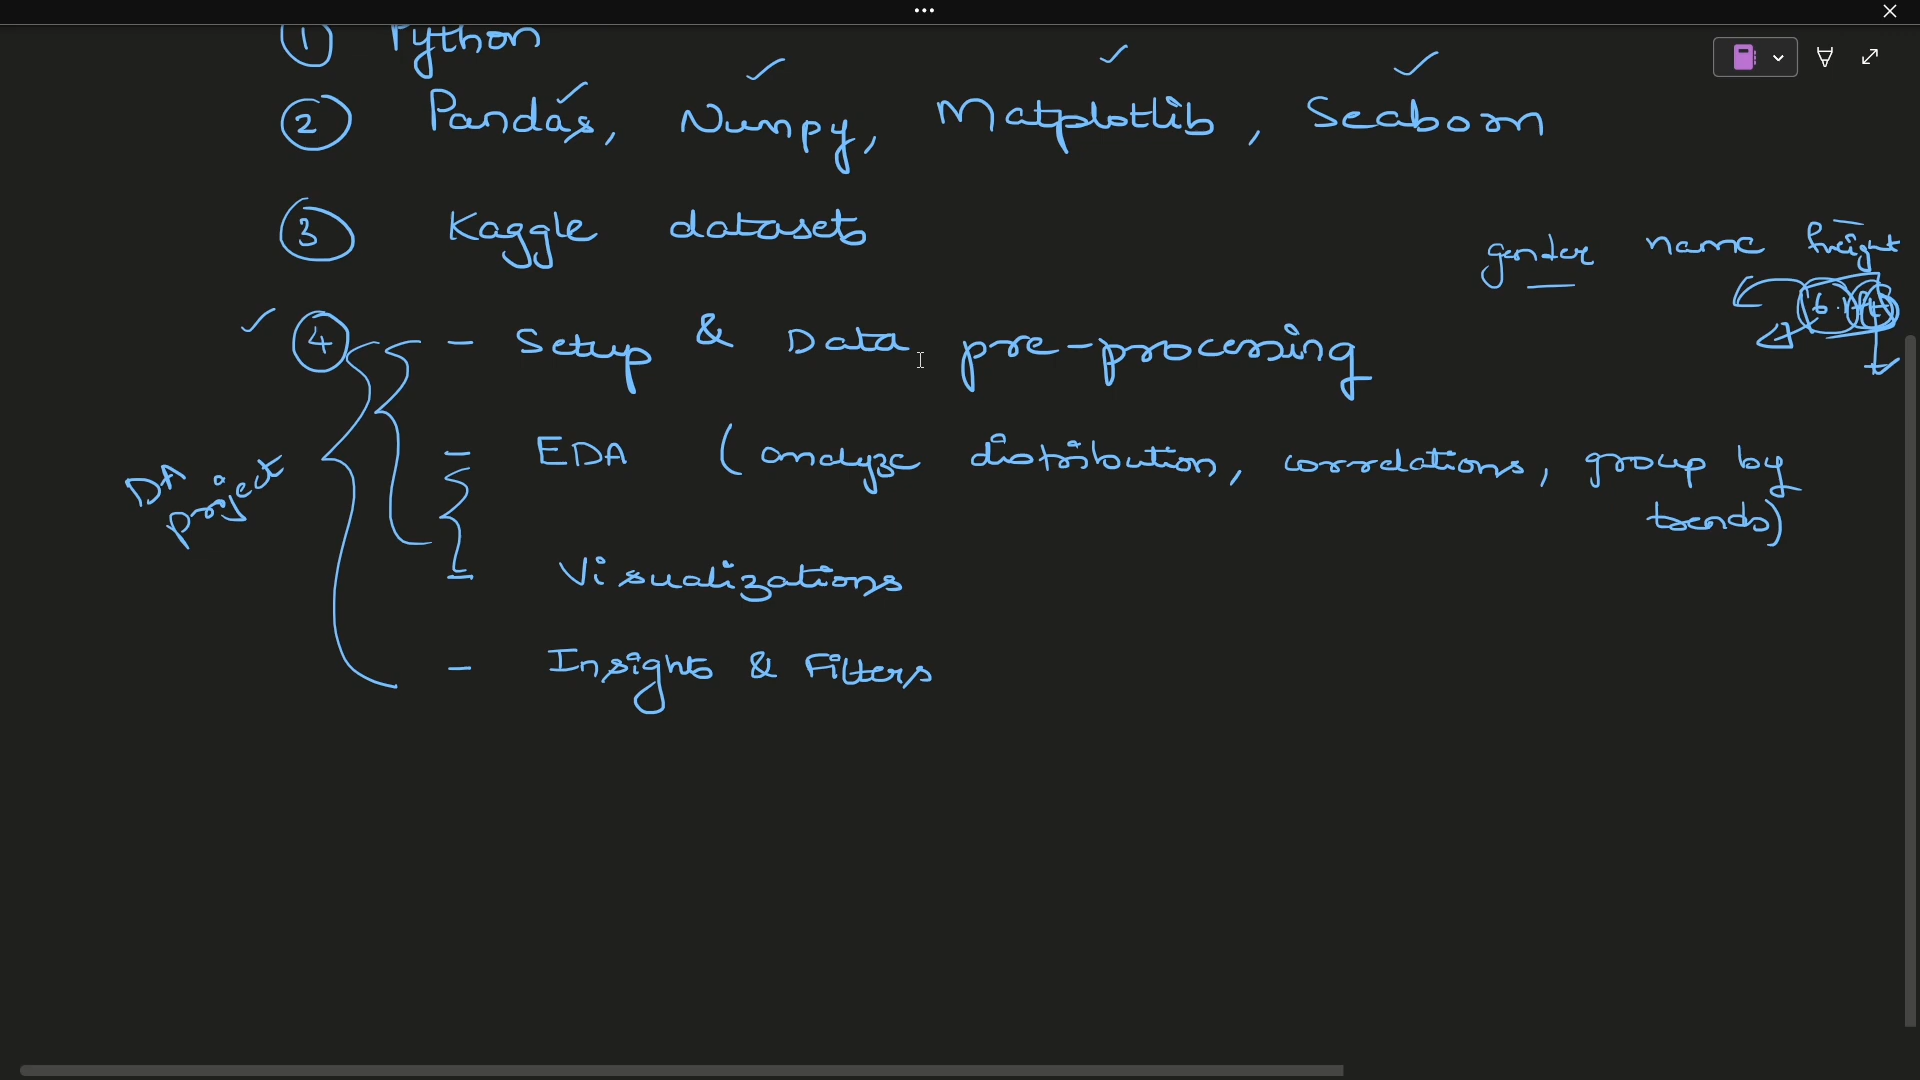 ① Python
② Pandas, Numpy, Matplotlib, Seaborn
③ Kaggle datasets
gender name height
④ - Setup & Data pre-processing
- EDA (analyze distribution, correlations, group by trends)
DA project
- Visualizations
- Insights & Filters